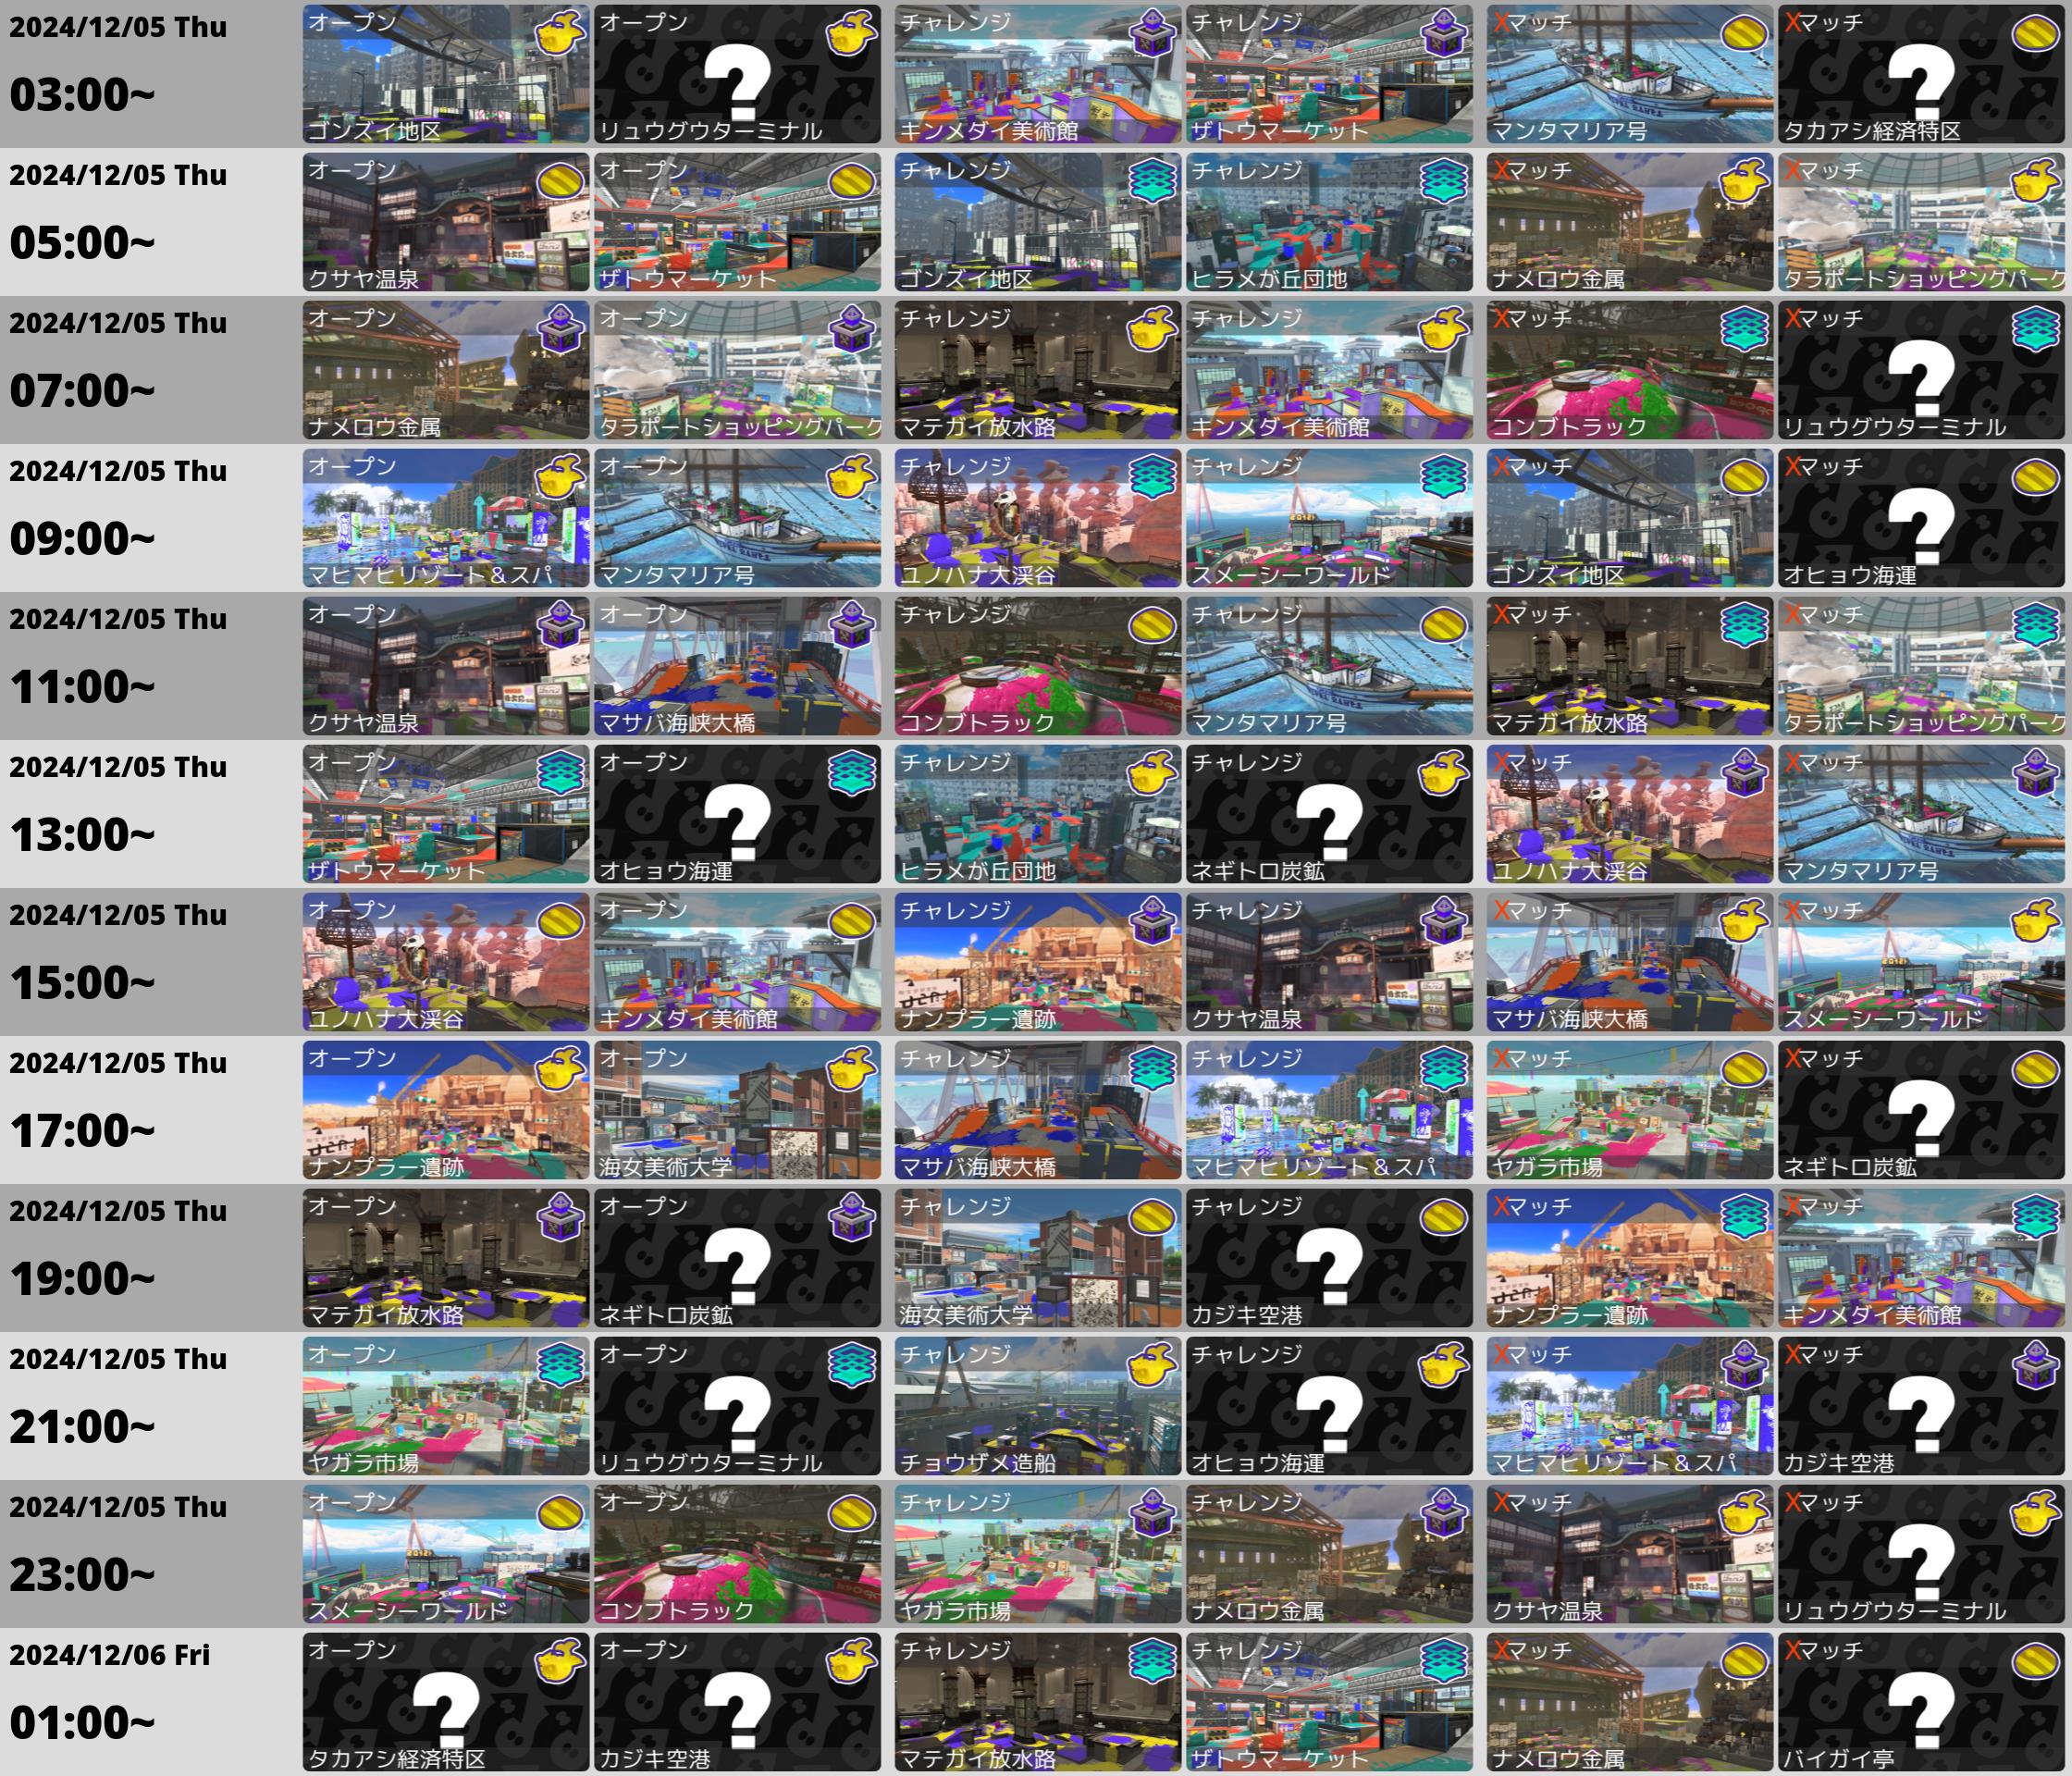 2024/12/05 Thu
03:00~
オープン
ゴンズイ地区
オープン
リュウグウターミナル
チャレンジ
キンメダイ美術館
チャレンジ
ザトウマーケット
Xマッチ
マンタマリア号
Xマッチ
タカアシ経済特区
2024/12/05 Thu
05:00~
オープン
クサヤ温泉
オープン
ザトウマーケット
チャレンジ
ゴンズイ地区
チャレンジ
ヒラメが丘団地
Xマッチ
ナメロウ金属
Xマッチ
タラポートショッピングパーク
2024/12/05 Thu
07:00~
オープン
ナメロウ金属
オープン
タラポートショッピングパーク
チャレンジ
マテガイ放水路
チャレンジ
キンメダイ美術館
Xマッチ
コンブトラック
Xマッチ
リュウグウターミナル
2024/12/05 Thu
09:00~
オープン
マヒマヒリゾート＆スパ
オープン
マンタマリア号
チャレンジ
ユノハナ大渓谷
チャレンジ
スメーシーワールド
Xマッチ
ゴンズイ地区
Xマッチ
オヒョウ海運
2024/12/05 Thu
11:00~
オープン
クサヤ温泉
オープン
マサバ海峡大橋
チャレンジ
コンブトラック
チャレンジ
マンタマリア号
Xマッチ
マテガイ放水路
Xマッチ
タラポートショッピングパーク
2024/12/05 Thu
13:00~
オープン
ザトウマーケット
オープン
オヒョウ海運
チャレンジ
ヒラメが丘団地
チャレンジ
ネギトロ炭鉱
Xマッチ
ユノハナ大渓谷
Xマッチ
マンタマリア号
2024/12/05 Thu
15:00~
オープン
ユノハナ大渓谷
オープン
キンメダイ美術館
チャレンジ
ナンプラー遺跡
チャレンジ
クサヤ温泉
Xマッチ
マサバ海峡大橋
Xマッチ
スメーシーワールド
2024/12/05 Thu
17:00~
オープン
ナンプラー遺跡
オープン
海女美術大学
チャレンジ
マサバ海峡大橋
チャレンジ
マヒマヒリゾート＆スパ
Xマッチ
ヤガラ市場
Xマッチ
ネギトロ炭鉱
2024/12/05 Thu
19:00~
オープン
マテガイ放水路
オープン
ネギトロ炭鉱
チャレンジ
海女美術大学
チャレンジ
カジキ空港
Xマッチ
ナンプラー遺跡
Xマッチ
キンメダイ美術館
2024/12/05 Thu
21:00~
オープン
ヤガラ市場
オープン
リュウグウターミナル
チャレンジ
チョウザメ造船
チャレンジ
オヒョウ海運
Xマッチ
マヒマヒリゾート＆スパ
Xマッチ
カジキ空港
2024/12/05 Thu
23:00~
オープン
スメーシーワールド
オープン
コンブトラック
チャレンジ
ヤガラ市場
チャレンジ
ナメロウ金属
Xマッチ
クサヤ温泉
Xマッチ
リュウグウターミナル
2024/12/06 Fri
01:00~
オープン
タカアシ経済特区
オープン
カジキ空港
チャレンジ
マテガイ放水路
チャレンジ
ザトウマーケット
Xマッチ
ナメロウ金属
Xマッチ
バイガイ亭